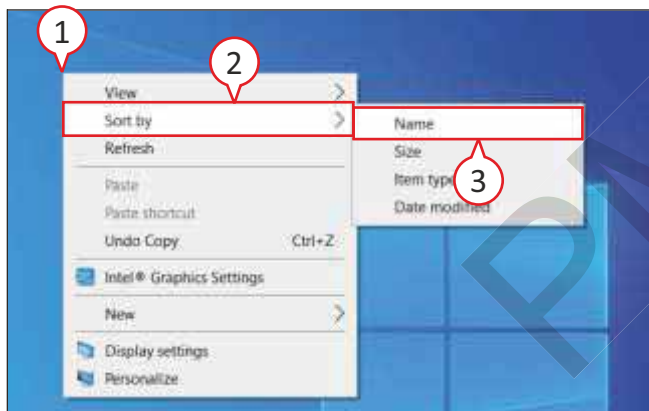 1
2
View
Sort by
Refresh
Paste
Paste shortcut
Undo Copy Ctrl+Z
Intel® Graphics Settings
New
Display settings
Personalize
Name
Size
Item type
3
Date modified